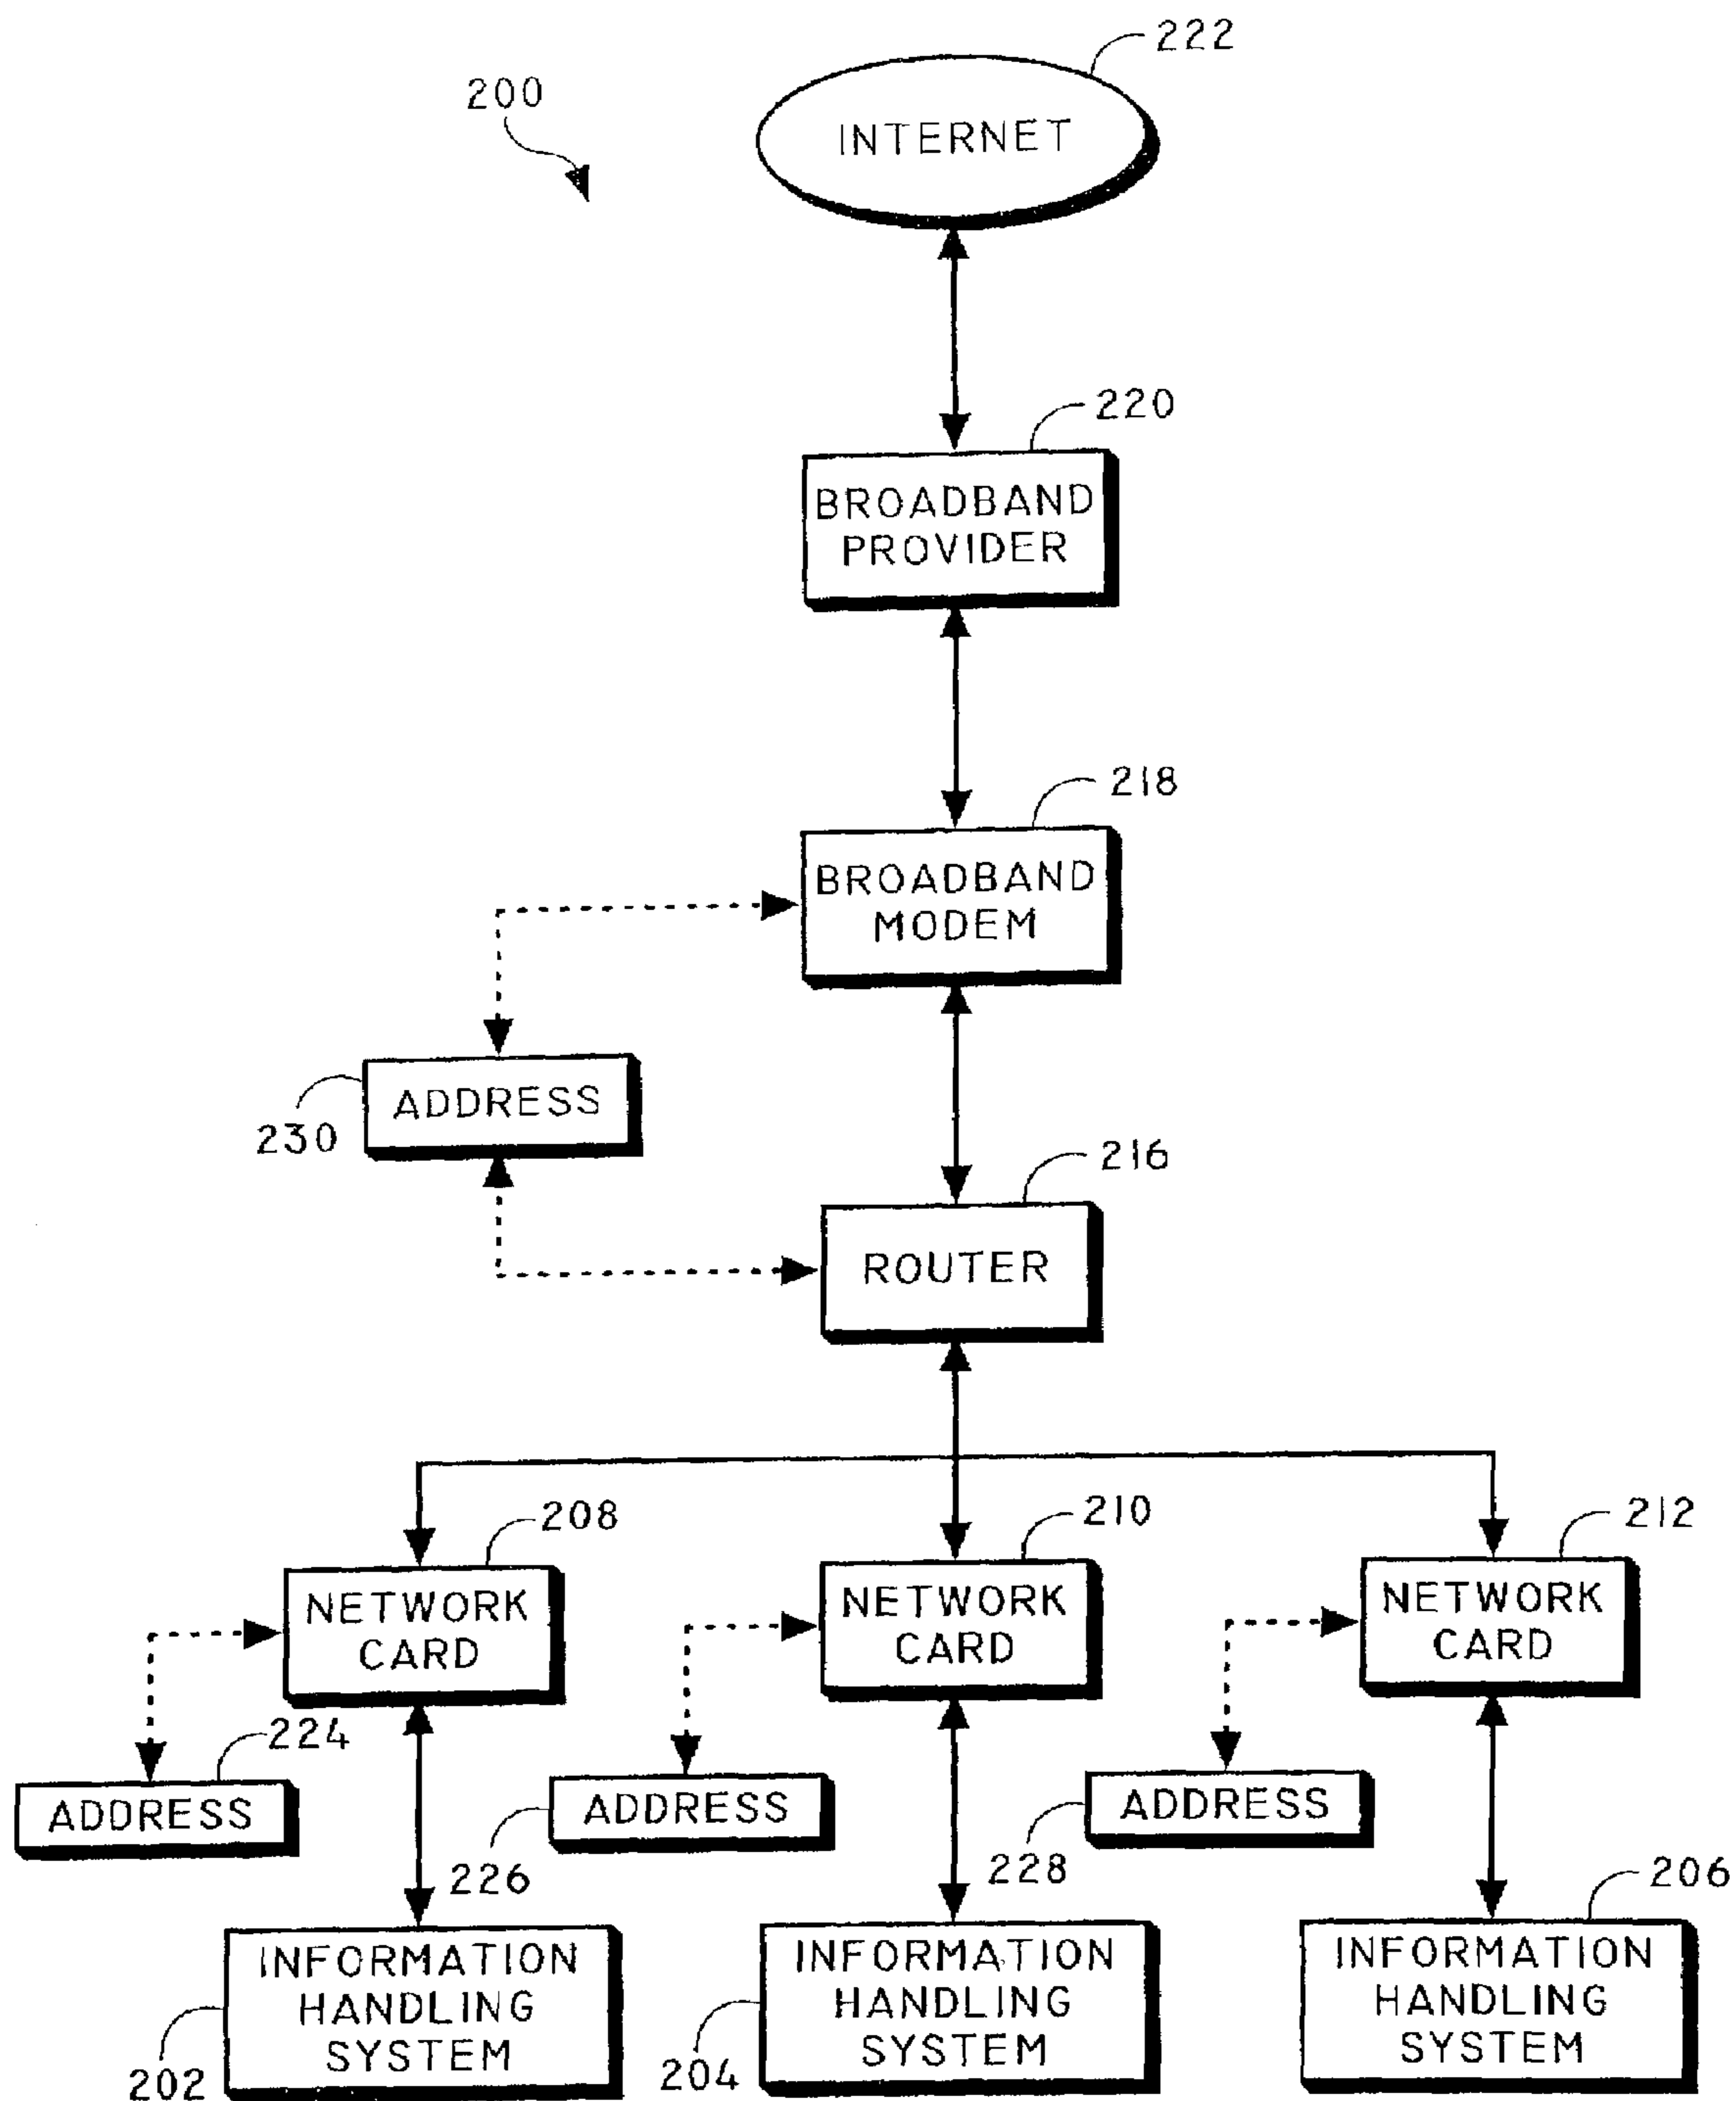 222
200
INTERNET
220
BROADBAND
PROVIDER
218
BROADBAND
MODEM
ADDRESS
230
216
ROUTER
208
210
212
NETWORK
CARD
NETWORK
CARD
NETWORK
CARD
224
ADDRESS
ADDRESS
226
ADDRESS
228
206
INFORMATION
HANDLING
SYSTEM
202
INFORMATION
HANDLING
SYSTEM
204
INFORMATION
HANDLING
SYSTEM